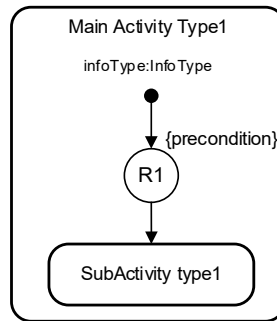 Main Activity Type1
infoType:InfoType
{precondition}
R1
SubActivity type1